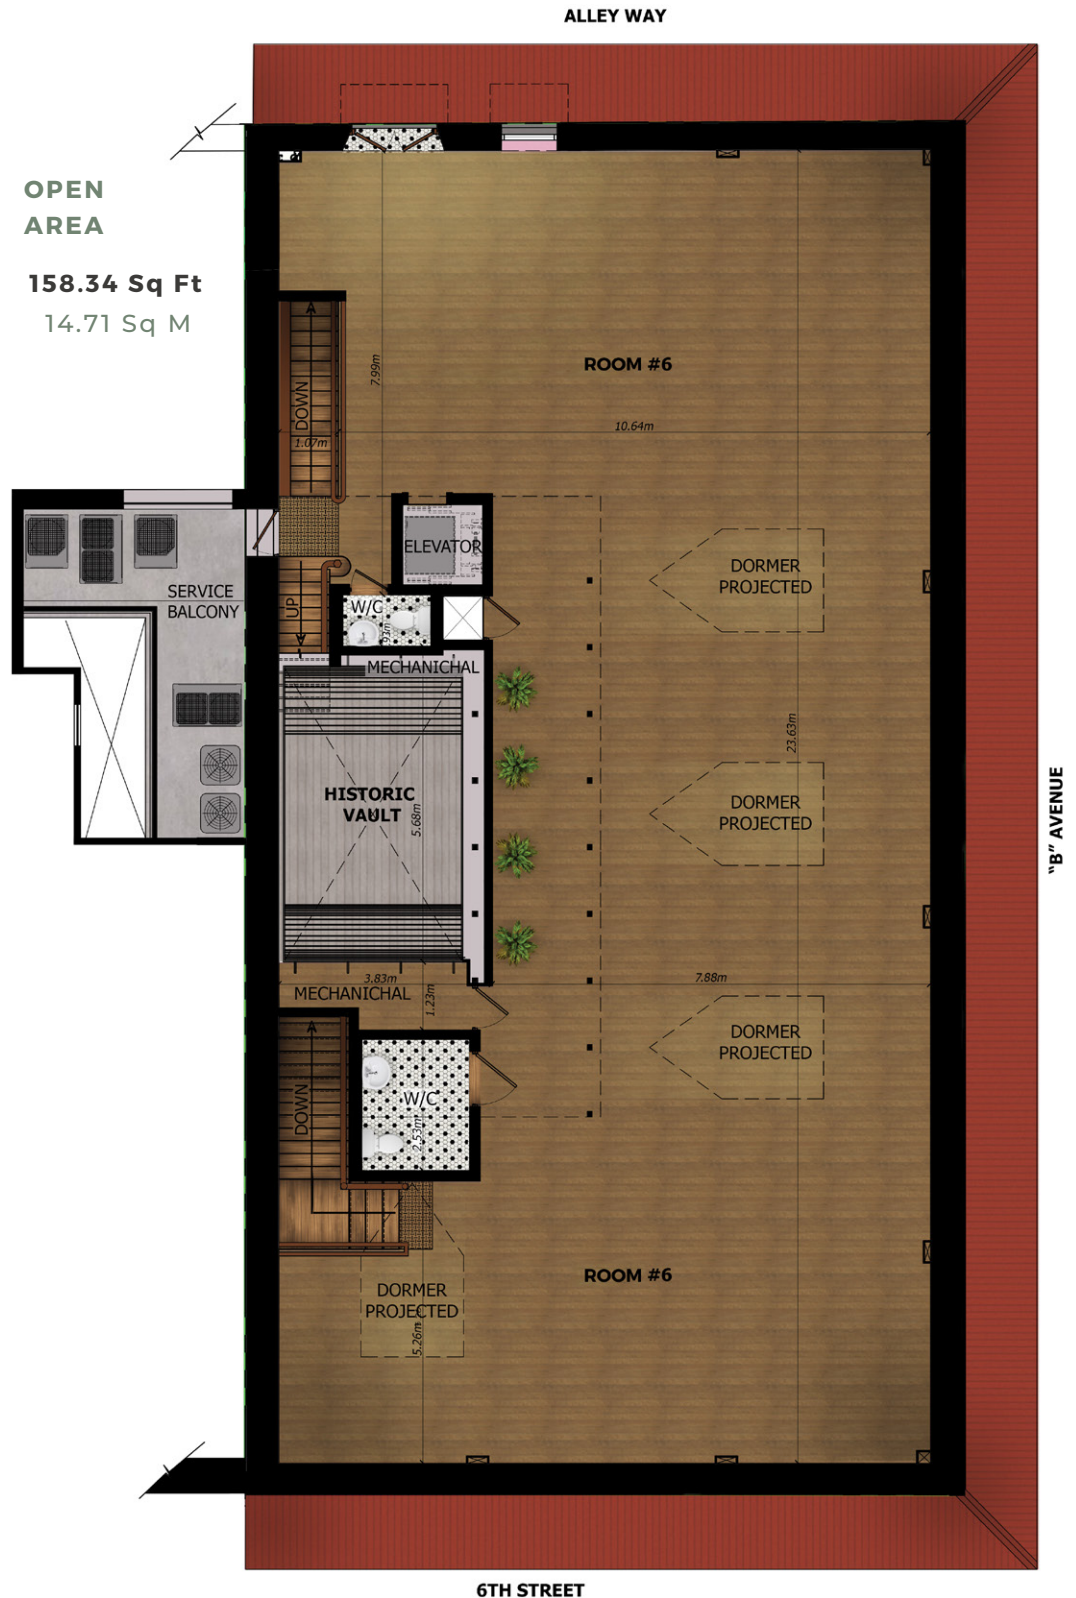 ALLEY WAY
OPEN
AREA
158.34 Sq Ft
14.71 Sq M
ROOM #6
7.99m
DOWN
10.64m
1.07m
ELEVATOR
DORMER
PROJECTED
SERVICE
BALCONY
UP
W/C
MECHANICHAL
23.63m
HISTORIC
VAULT
5.68m
DORMER
PROJECTED
"B" AVENUE
3.83m
7.88m
MECHANICHAL
1.23m
DORMER
PROJECTED
DOWN
W/C
2.53m
ROOM #6
DORMER
PROJECTED
5.26m
6TH STREET